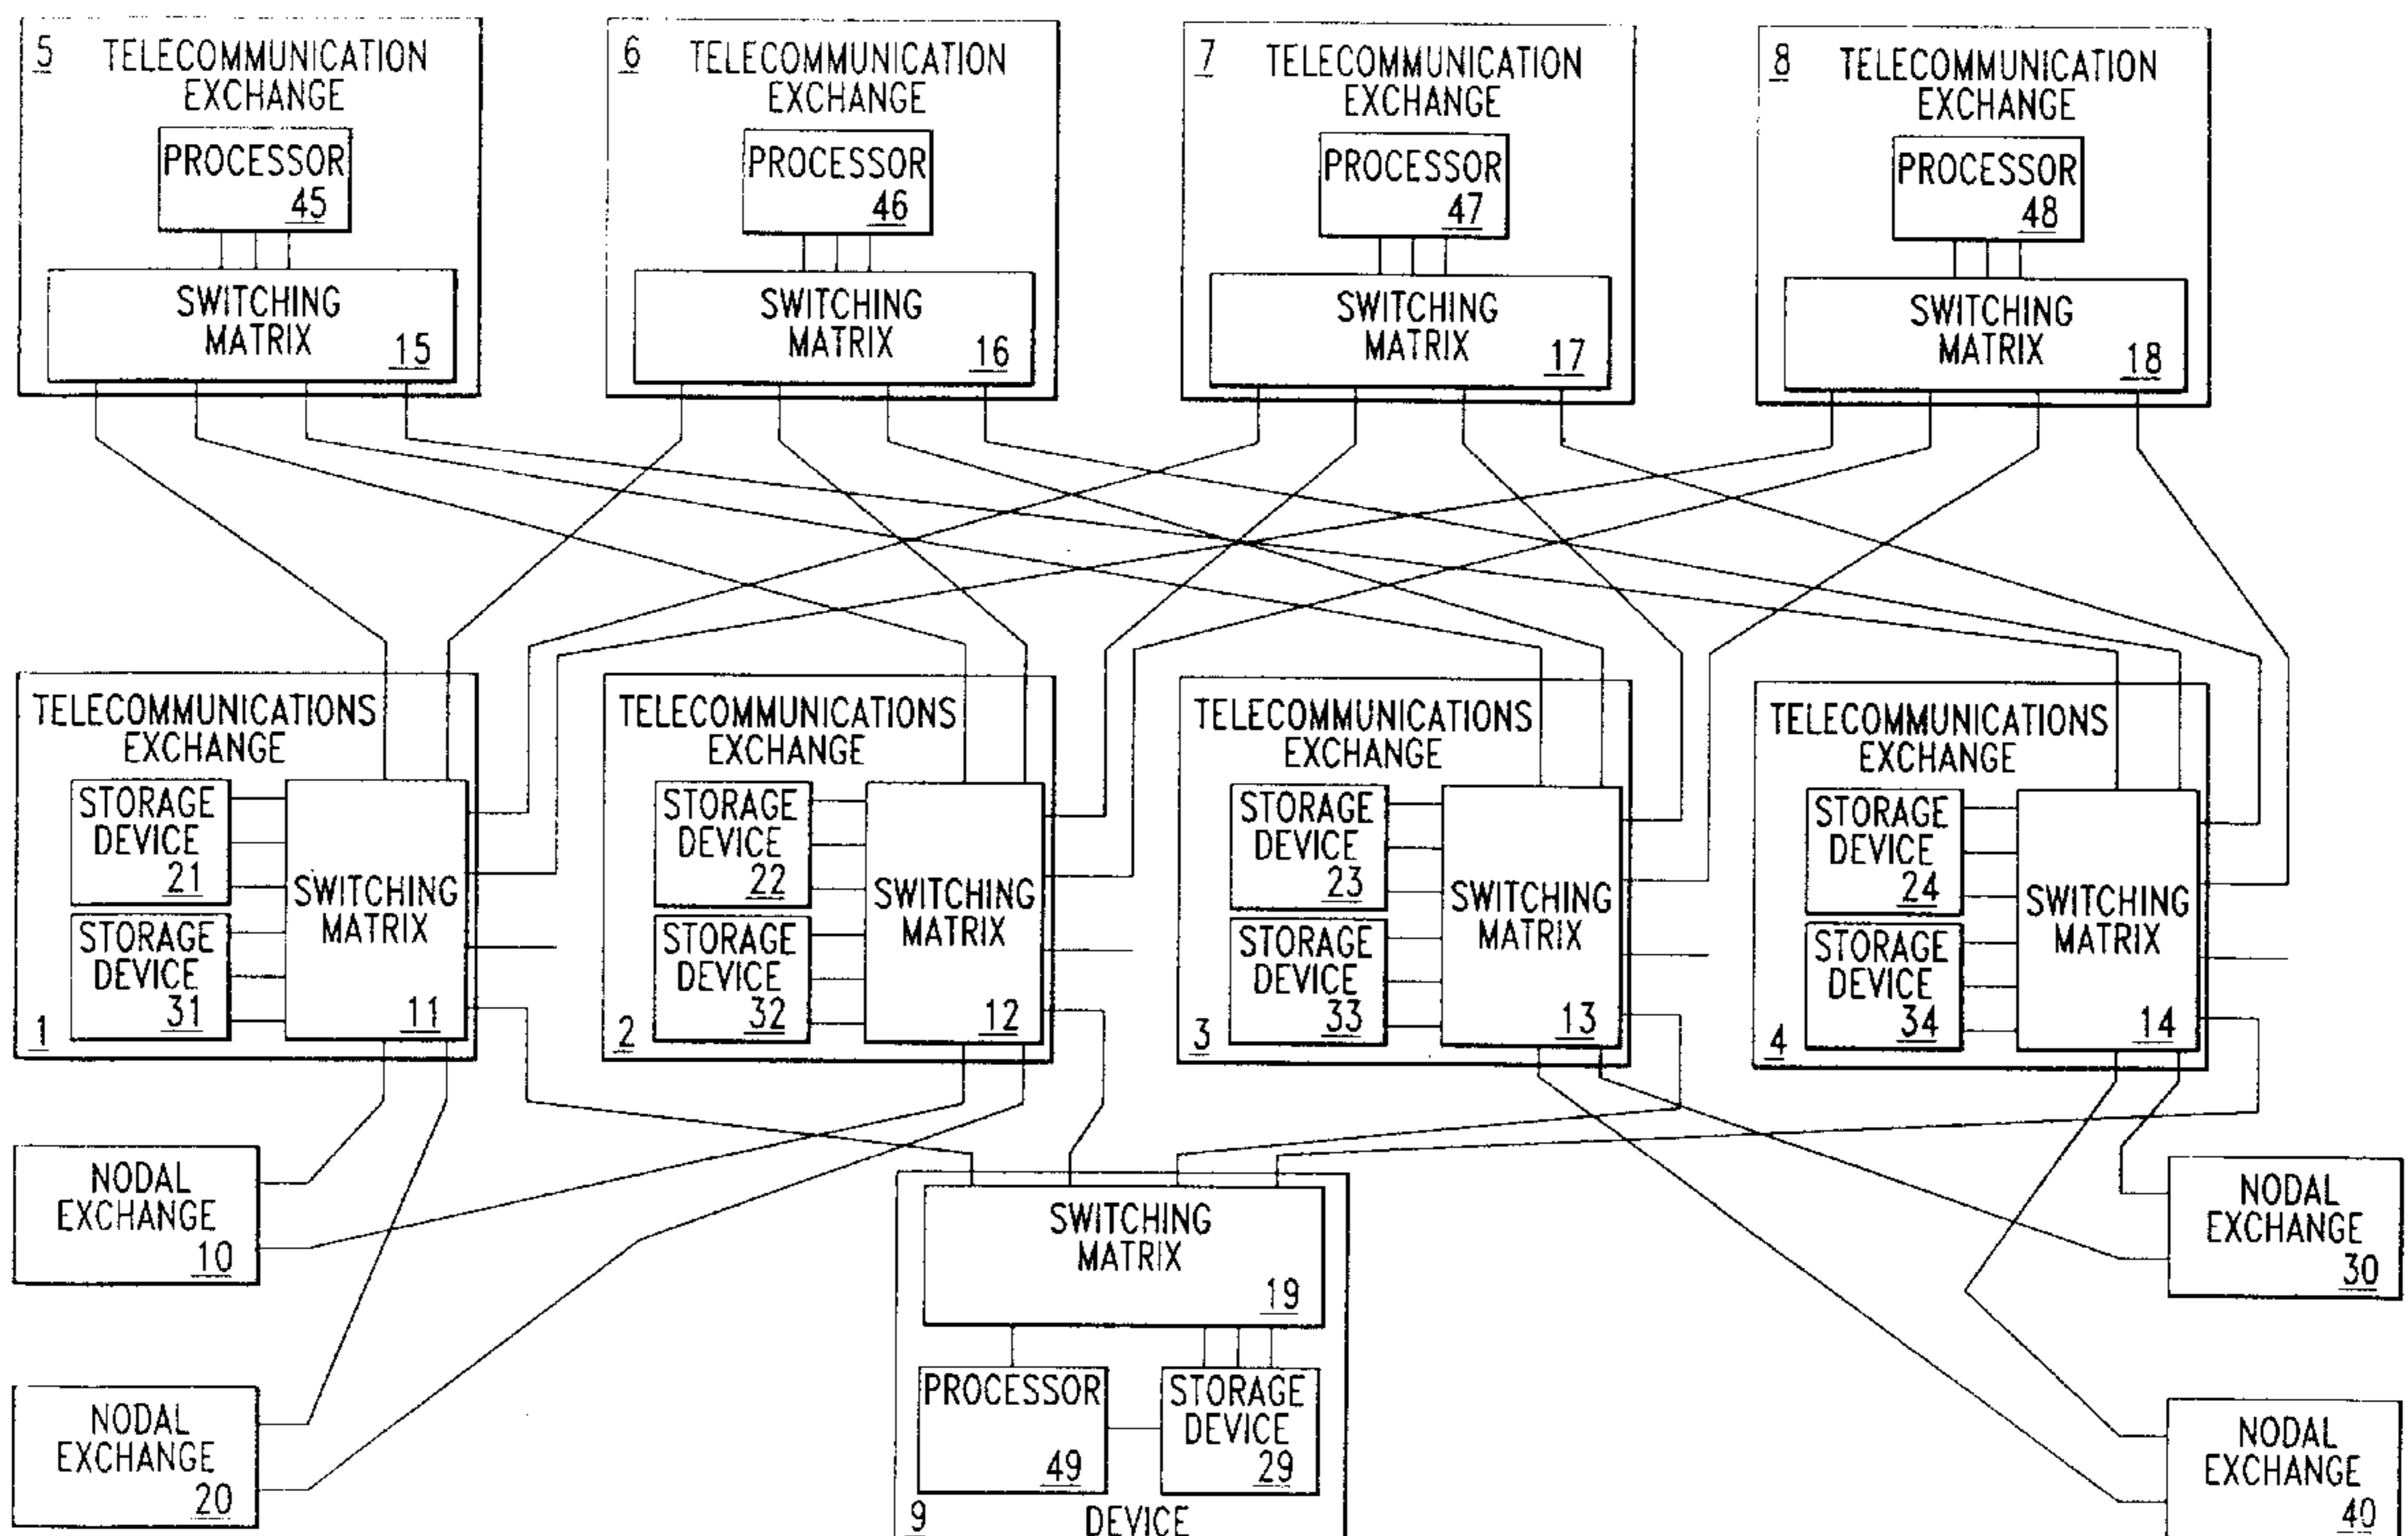 5 TELECOMMUNICATION
EXCHANGE
PROCESSOR
45
SWITCHING
MATRIX
15
6 TELECOMMUNICATION
EXCHANGE
PROCESSOR
46
SWITCHING
MATRIX
16
7 TELECOMMUNICATION
EXCHANGE
PROCESSOR
47
SWITCHING
MATRIX
17
8 TELECOMMUNICATION
EXCHANGE
PROCESSOR
48
SWITCHING
MATRIX
18
TELECOMMUNICATIONS
EXCHANGE
STORAGE
DEVICE
21
STORAGE
DEVICE
31
SWITCHING
MATRIX
11
1
TELECOMMUNICATIONS
EXCHANGE
STORAGE
DEVICE
22
STORAGE
DEVICE
32
SWITCHING
MATRIX
12
2
TELECOMMUNICATIONS
EXCHANGE
STORAGE
DEVICE
23
STORAGE
DEVICE
33
SWITCHING
MATRIX
13
3
TELECOMMUNICATIONS
EXCHANGE
STORAGE
DEVICE
24
STORAGE
DEVICE
34
SWITCHING
MATRIX
14
4
NODAL
EXCHANGE
10
NODAL
EXCHANGE
20
SWITCHING
MATRIX
19
PROCESSOR
49
STORAGE
DEVICE
29
9 DEVICE
NODAL
EXCHANGE
30
NODAL
EXCHANGE
40